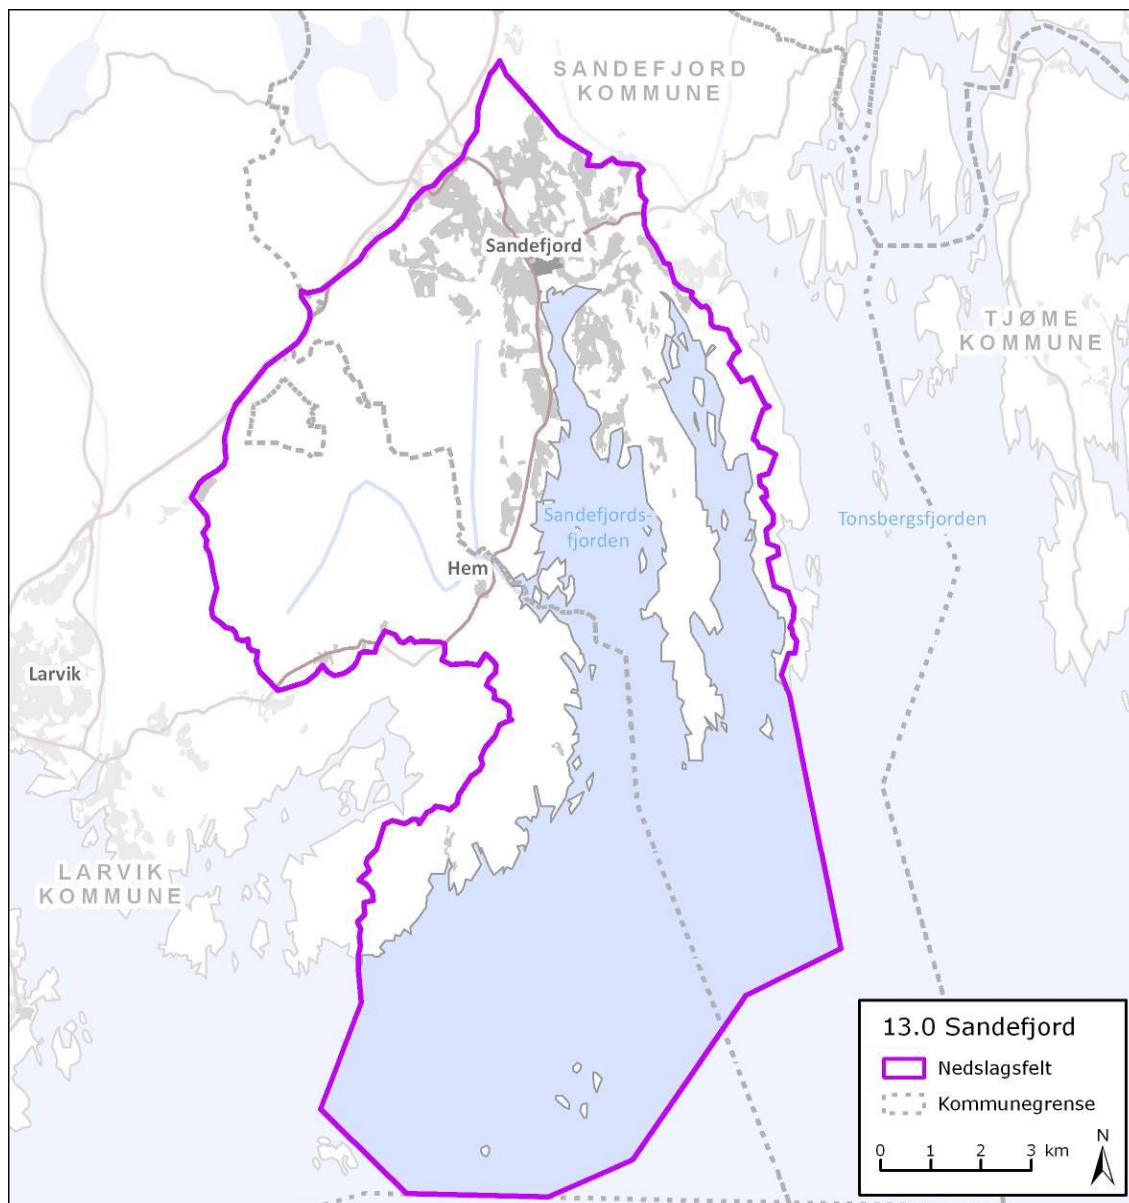 SANDEFJORD
KOMMUNE
Sandefjord
TJØME
KOMMUNE
Sandefjords-
fjorden
Tonsbergsfjorden
Hem
Larvik
LARVIK
KOMMUNE
13.0 Sandefjord
Nedslagsfelt
Kommunegrense
0 1 2 3 km
N